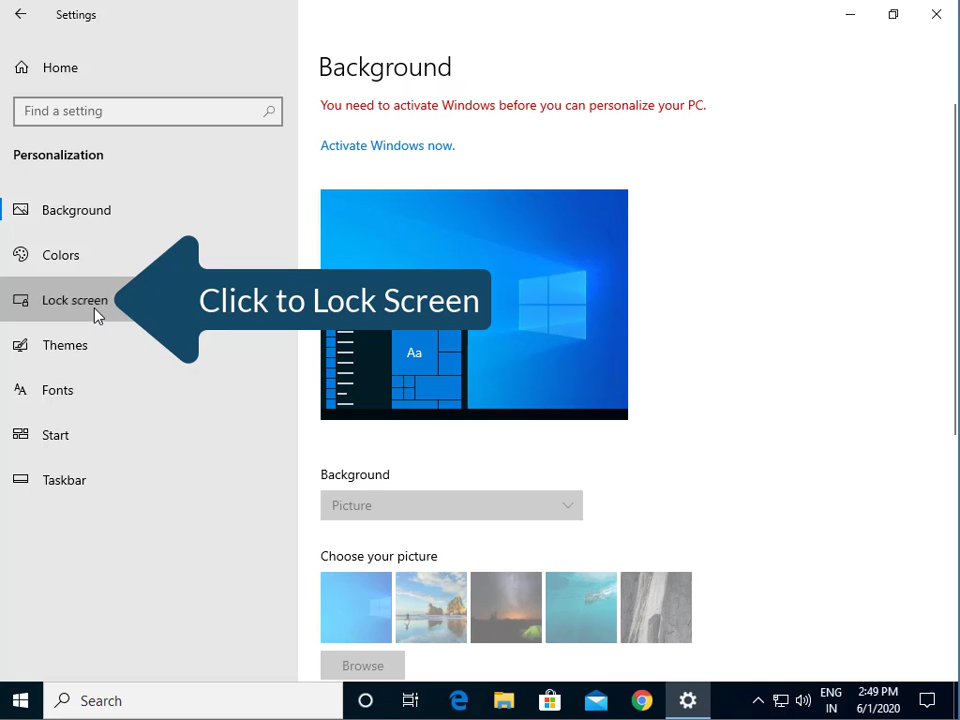 Settings
Home
Find a setting
Personalization
Background
Colors
Lock screen
Themes
Fonts
Start
Taskbar
Click to Lock Screen
Background
You need to activate Windows before you can personalize your PC.
Activate Windows now.
Aa
Background
Picture
Choose your picture
Browse
Search
ENG
IN
2:49 PM
6/1/2020